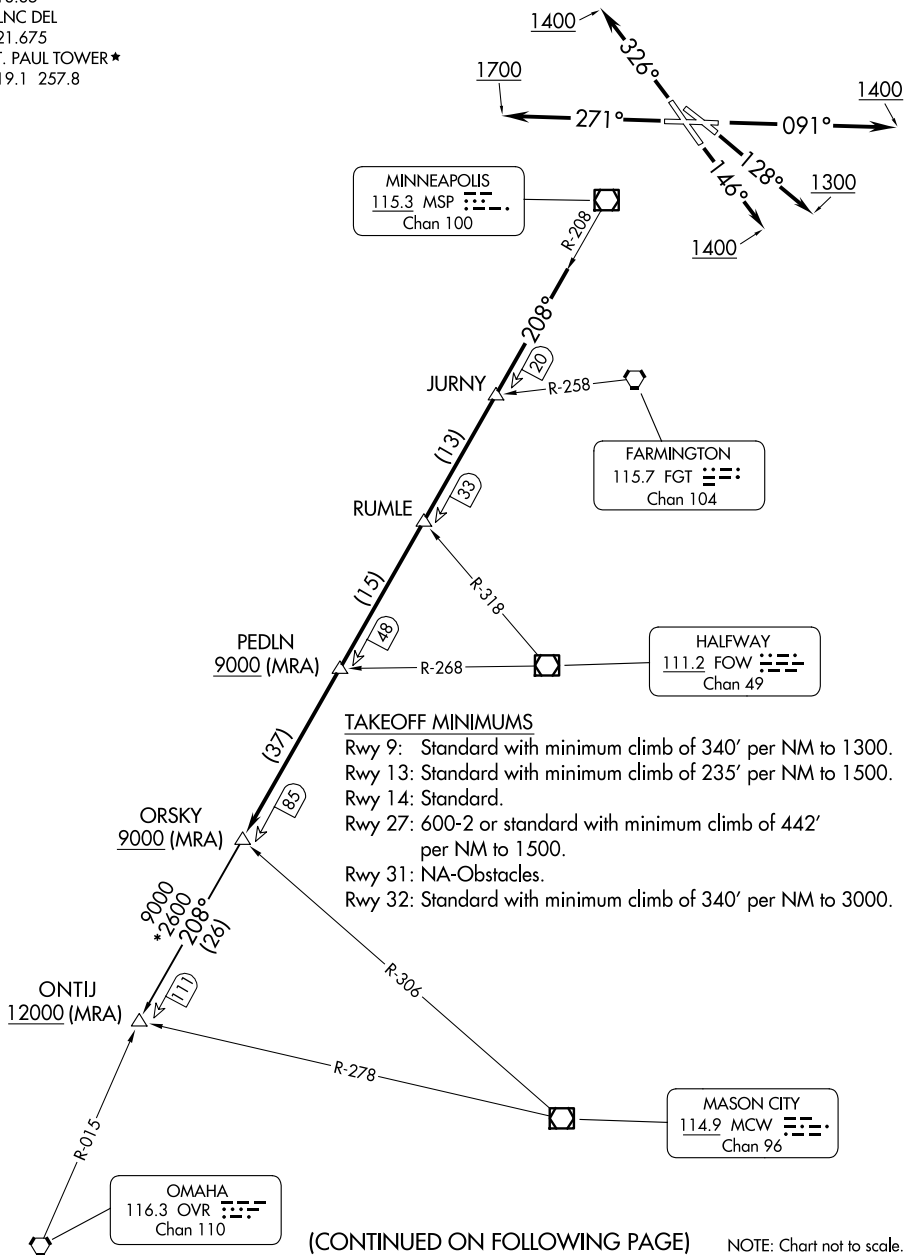 LNC DEL
T. PAUL TOWER★
19.1 257.8
1400
326°
1700
271°
091°
1400
128°
146°
1300
1400
MINNEAPOLIS
115.3 MSP
Chan 100
R-208
208°
JURNY
20
R-258
FARMINGTON
115.7 FGT
Chan 104
(13)
RUMLE
33
R-318
(15)
PEDLN
9000 (MRA)
48
R-268
HALFWAY
111.2 FOW
Chan 49
(37)
TAKEOFF MINIMUMS
Rwy 9: Standard with minimum climb of 340' per NM to 1300.
Rwy 13: Standard with minimum climb of 235' per NM to 1500.
Rwy 14: Standard.
Rwy 27: 600-2 or standard with minimum climb of 442'
per NM to 1500.
Rwy 31: NA-Obstacles.
Rwy 32: Standard with minimum climb of 340' per NM to 3000.
ORSKY
9000 (MRA)
85
9000
*2600
208°
(26)
R-306
ONTIJ
12000 (MRA)
111
R-278
MASON CITY
114.9 MCW
Chan 96
R-015
OMAHA
116.3 OVR
Chan 110
(CONTINUED ON FOLLOWING PAGE)
NOTE: Chart not to scale.